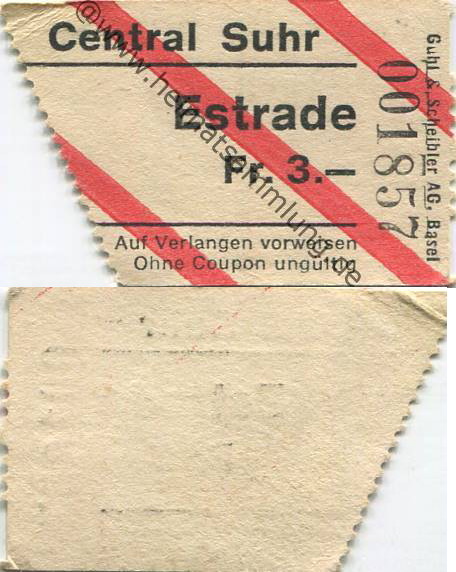 Central Suhr
Estrade
Fr. 3.—
Auf Verlangen vorweisen
Ohne Coupon ungültig
001857
Guhl & Scheibler AG, Basel
@www.heimatsammlung.de